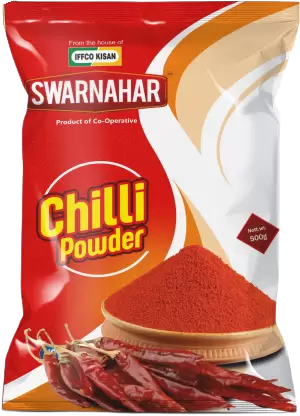 From the house of
IFFCO KISAN
SWARNAHAR
Product of Co-Operative
Chilli
Powder
Nett wt.
500g